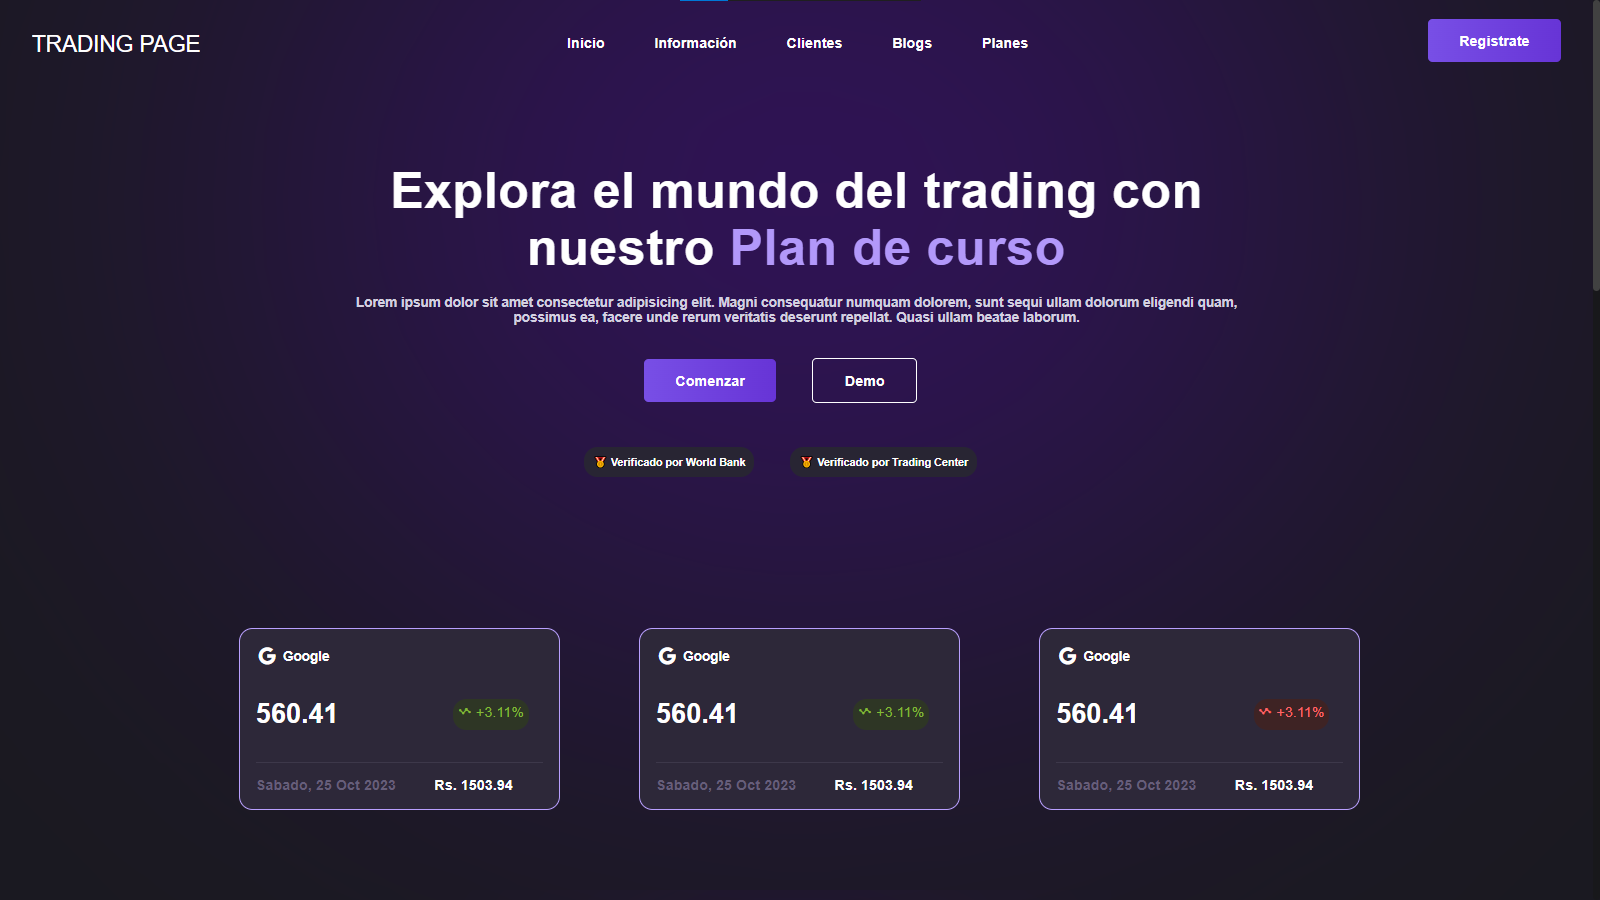 TRADING PAGE
Inicio
Información
Clientes
Blogs
Planes
Registrate
Explora el mundo del trading con
nuestro Plan de curso
Lorem ipsum dolor sit amet consectetur adipisicing elit. Magni consequatur numquam dolorem, sunt sequi ullam dolorum eligendi quam,
possimus ea, facere unde rerum veritatis deserunt repellat. Quasi ullam beatae laborum.
Comenzar
Demo
Verificado por World Bank
Verificado por Trading Center
Google
560.41
+3.11%
Sabado, 25 Oct 2023
Rs. 1503.94
Google
560.41
+3.11%
Sabado, 25 Oct 2023
Rs. 1503.94
Google
560.41
+3.11%
Sabado, 25 Oct 2023
Rs. 1503.94